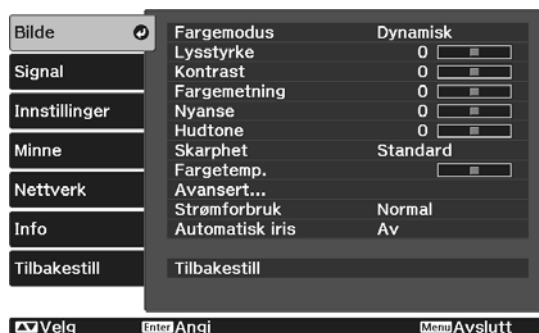 Bilde
Signal
Innstillinger
Minne
Nettverk
Info
Tilbakestill
Fargemodus Dynamisk
Lysstyrke 0
Kontrast 0
Fargemetning 0
Nyanse 0
Hudtone 0
Skarphet Standard
Fargetemp.
Avansert...
Strømforbruk Normal
Automatisk iris Av
Tilbakestill
Velg Enter Angi Menu Avslutt